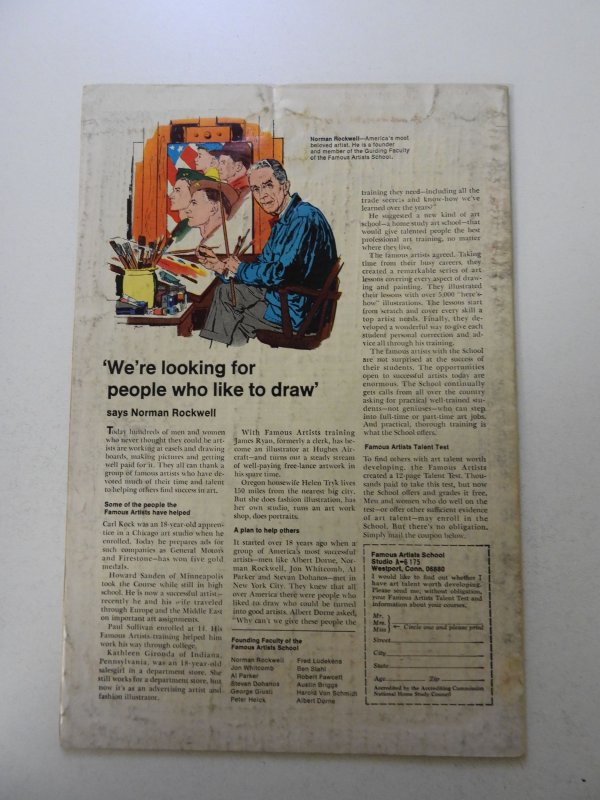 Norman Rockwell—America's most
beloved artist. He is a founder
and member of the Guiding Faculty
of the Famous Artists School.
'We're looking for
people who like to draw'
says Norman Rockwell
Today hundreds of men and women
who never thought they could be art-
ists are working at easels and drawing
boards, making pictures and getting
well paid for it. They all can thank a
group of famous artists who have de-
voted much of their time and talent
to helping others find success in art.
Some of the people the
Famous Artists have helped
Carl Kock was an 18-year-old appren-
tice in a Chicago art studio when he
enrolled. Today he prepares ads for
such companies as General Motors
and Firestone—has won five gold
medals.
Howard Sanden of Minneapolis
took the Course while still in high
school. He is now a successful artist—
recently he and his wife traveled
through Europe and the Middle East
on important art assignments.
Paul Sullivan enrolled at 14. His
Famous Artists training helped him
work his way through college.
Kathleen Gironda of Indiana,
Pennsylvania, was an 18-year-old
salesgirl in a department store. She
still works for a department store, but
now it's as an advertising artist and
fashion illustrator.
With Famous Artists training
James Ryan, formerly a clerk, has be-
come an illustrator at Hughes Air-
craft—and turns out a steady stream
of well-paying free-lance artwork in
his spare time.
Oregon housewife Helen Tryk lives
150 miles from the nearest big city.
But she does fashion illustration, has
her own studio, runs an art work
shop, does portraits.
A plan to help others
It started over 18 years ago when a
group of America's most successful
artists—men like Albert Dorne, Nor-
man Rockwell, Jon Whitcomb, Al
Parker and Stevan Dohanos—met in
New York City. They knew that all
over America there were people who
liked to draw who could be turned
into good artists. Albert Dorne asked,
"Why can't we give these people the
Founding Faculty of the
Famous Artists School
Norman Rockwell
Jon Whitcomb
Al Parker
Stevan Dohanos
George Giusti
Peter Helck
Fred Ludekens
Ben Stahl
Robert Fawcett
Austin Briggs
Harold Von Schmidt
Albert Dorne
training they need—including all the
trade secrets and know-how we've
learned over the years?"
He suggested a new kind of art
school—a home study art school—that
would give talented people the best
professional art training, no matter
where they live.
The famous artists agreed. Taking
time from their busy careers, they
created a remarkable series of art
lessons covering every aspect of draw-
ing and painting. They illustrated
their lessons with over 5,000 "here's-
how" illustrations. The lessons start
from scratch and cover every skill a
top artist needs. Finally, they de-
veloped a wonderful way to give each
student personal correction and ad-
vice all through his training.
The famous artists with the School
are not surprised at the success of
their students. The opportunities
open to successful artists today are
enormous. The School continually
gets calls from all over the country
asking for practical well-trained stu-
dents—not geniuses—who can step
into full-time or part-time art jobs.
And practical, thorough training is
what the School offers.
Famous Artists Talent Test
To find others with art talent worth
developing, the Famous Artists
created a 12-page Talent Test. Thou-
sands paid to take this test, but now
the School offers and grades it free.
Men and women who do well on the
test—or offer other sufficient evidence
of art talent—may enroll in the
School. But there's no obligation.
Simply mail the coupon below.
Famous Artists School
Studio A-6175
Westport, Conn. 06880
I would like to find out whether I
have art talent worth developing.
Please send me, without obligation,
your Famous Artists Talent Test and
information about your courses.
Mr.
Mrs.
Miss ← Circle one and please print
Street
City
State
Age Zip
Accredited by the Accrediting Commission
National Home Study Council